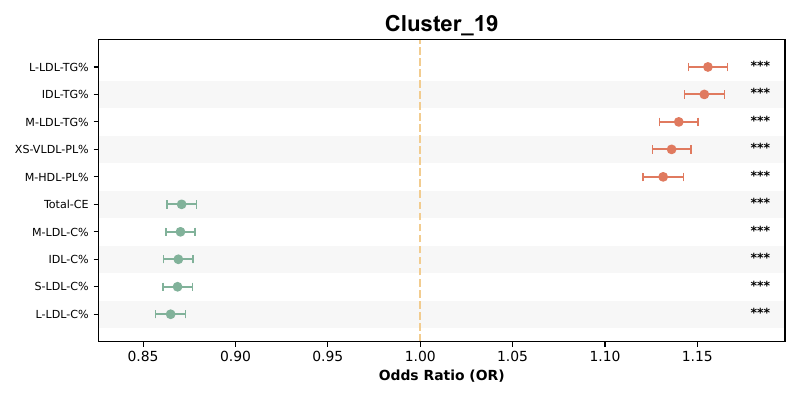 Cluster_19
L-LDL-TG% ***
IDL-TG% ***
M-LDL-TG% ***
XS-VLDL-PL% ***
M-HDL-PL% ***
Total-CE ***
M-LDL-C% ***
IDL-C% ***
S-LDL-C% ***
L-LDL-C% ***
0.85 0.90 0.95 1.00 1.05 1.10 1.15
Odds Ratio (OR)